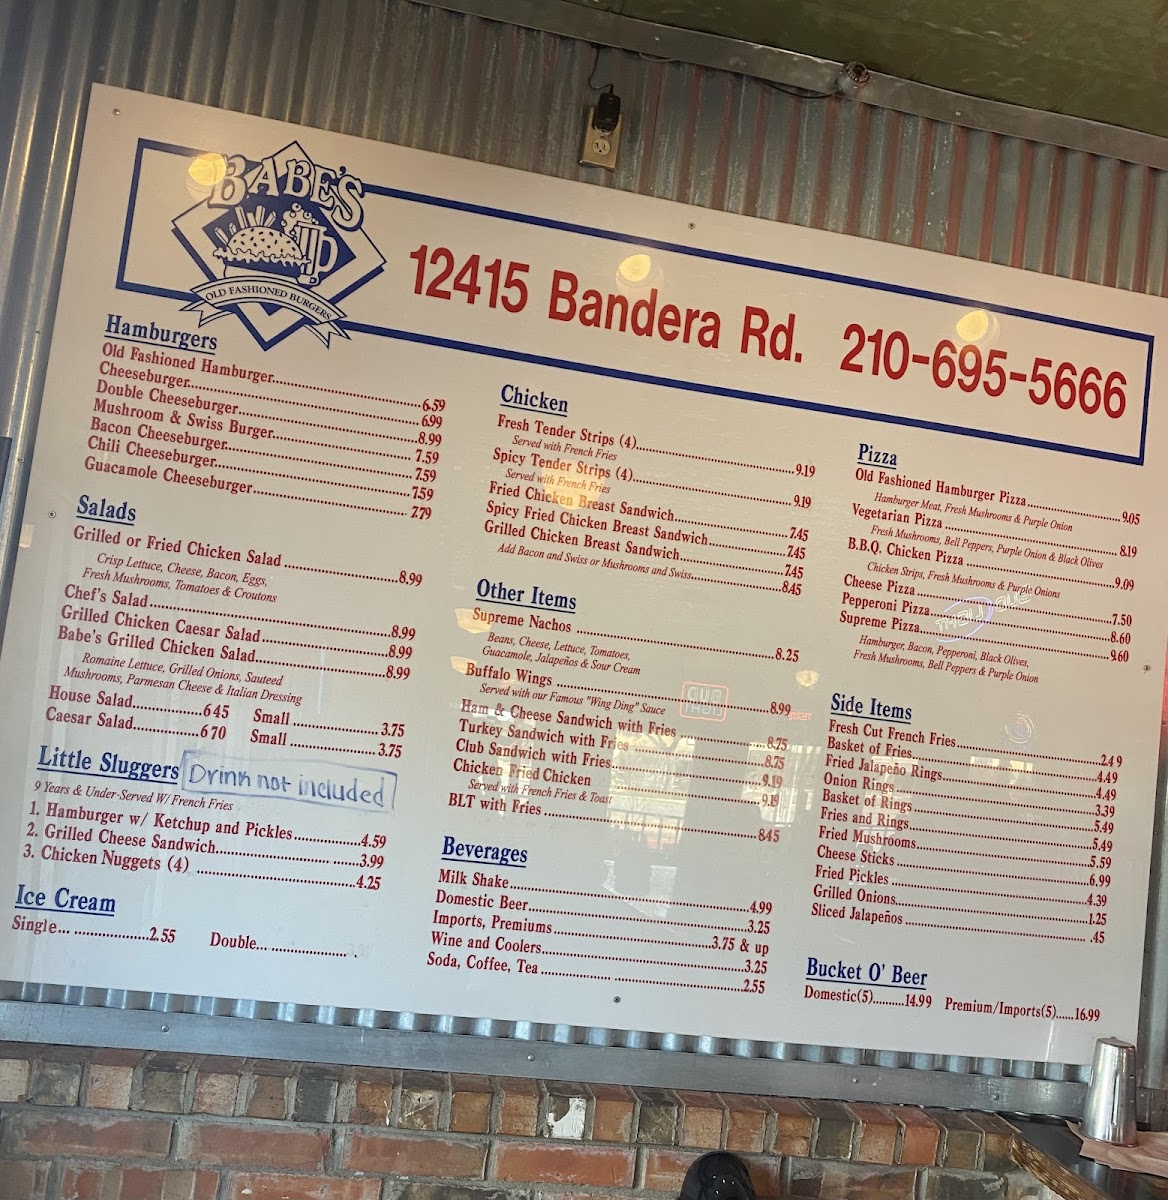 BABE'S
OLD FASHIONED BURGERS
12415 Bandera Rd. 210-695-5666
Hamburgers
Old Fashioned Hamburger......6.59
Cheeseburger......6.99
Double Cheeseburger......8.99
Mushroom & Swiss Burger......7.59
Bacon Cheeseburger......7.59
Chili Cheeseburger......7.59
Guacamole Cheeseburger......7.79
Salads
Grilled or Fried Chicken Salad......8.99
Crisp Lettuce, Cheese, Bacon, Eggs,
Fresh Mushrooms, Tomatoes & Croutons
Chef's Salad......8.99
Grilled Chicken Caesar Salad......8.99
Babe's Grilled Chicken Salad......8.99
Romaine Lettuce, Grilled Onions, Sauteed
Mushrooms, Parmesan Cheese & Italian Dressing
House Salad......6 45 Small......3.75
Caesar Salad......6 70 Small......3.75
Little Sluggers Drink not included
9 Years & Under-Served W/ French Fries
1. Hamburger w/ Ketchup and Pickles......4.59
2. Grilled Cheese Sandwich......3.99
3. Chicken Nuggets (4)......4.25
Ice Cream
Single......2.55 Double......
Chicken
Fresh Tender Strips (4)......9.19
Served with French Fries
Spicy Tender Strips (4)......9.19
Served with French Fries
Fried Chicken Breast Sandwich......7.45
Spicy Fried Chicken Breast Sandwich......7.45
Grilled Chicken Breast Sandwich......7.45
Add Bacon and Swiss or Mushrooms and Swiss......8.45
Other Items
Supreme Nachos......8.25
Beans, Cheese, Lettuce, Tomatoes,
Guacamole, Jalapeños & Sour Cream
Buffalo Wings......8.99
Served with our Famous "Wing Ding" Sauce
Ham & Cheese Sandwich with Fries......8.75
Turkey Sandwich with Fries......8.75
Club Sandwich with Fries......9.19
Chicken Fried Chicken......9.19
Served with French Fries & Toast
BLT with Fries......8.45
Beverages
Milk Shake......4.99
Domestic Beer......3.25
Imports, Premiums......3.75 & up
Wine and Coolers......3.25
Soda, Coffee, Tea......2.55
Pizza
Old Fashioned Hamburger Pizza......9.05
Hamburger Meat, Fresh Mushrooms & Purple Onion
Vegetarian Pizza......8.19
Fresh Mushrooms, Bell Peppers, Purple Onion & Black Olives
B.B.Q. Chicken Pizza......9.09
Chicken Strips, Fresh Mushrooms & Purple Onions
Cheese Pizza......7.50
Pepperoni Pizza......8.60
Supreme Pizza......9.60
Hamburger, Bacon, Pepperoni, Black Olives,
Fresh Mushrooms, Bell Peppers & Purple Onion
Side Items
Fresh Cut French Fries......2.49
Basket of Fries......4.49
Fried Jalapeño Rings......4.49
Onion Rings......3.39
Basket of Rings......5.49
Fries and Rings......5.49
Fried Mushrooms......5.59
Cheese Sticks......6.99
Fried Pickles......4.39
Grilled Onions......1.25
Sliced Jalapeños.......45
Bucket O' Beer
Domestic(5)......14.99 Premium/Imports(5)......16.99